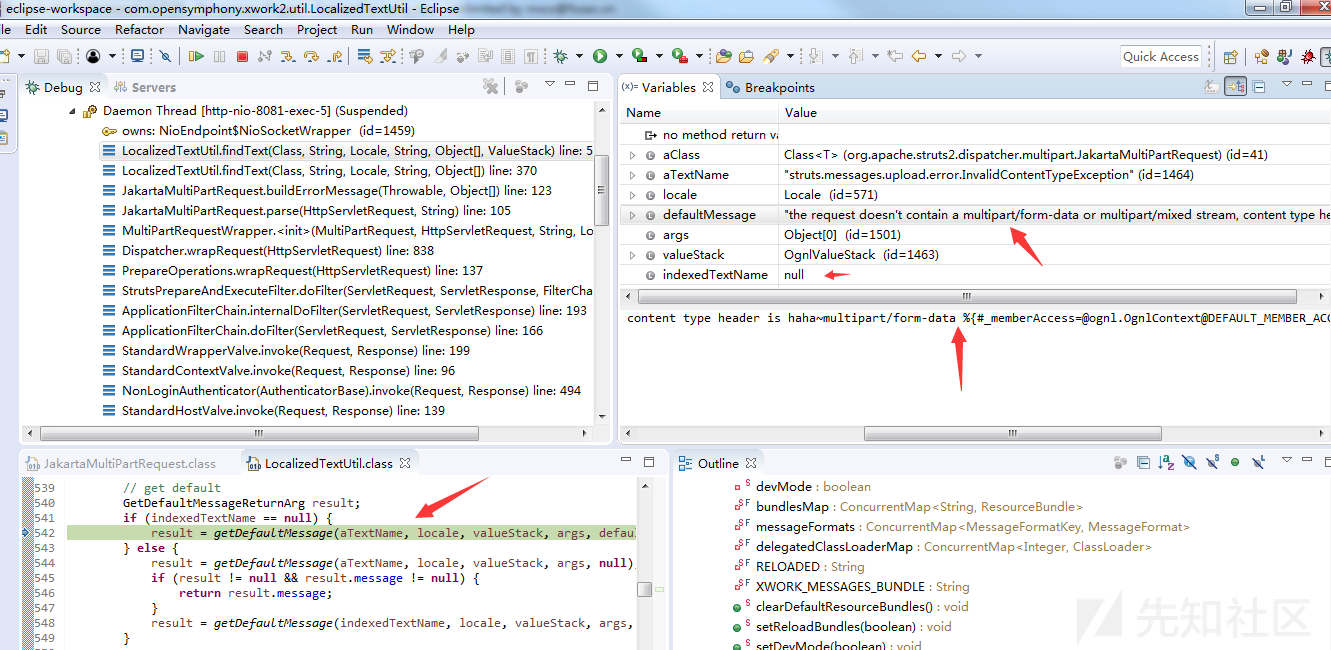 eclipse-workspace - com.opensymphony.xwork2.util.LocalizedTextUtil - Eclipse
Edit Source Refactor Navigate Search Project Run Window Help
Quick Access
Debug Servers
Daemon Thread [http-nio-8081-exec-5] (Suspended)
owns: NioEndpoint$NioSocketWrapper (id=1459)
LocalizedTextUtil.findText(Class, String, Locale, String, Object[], ValueStack) line: 5
LocalizedTextUtil.findText(Class, String, Locale, String, Object[]) line: 370
JakartaMultiPartRequest.buildErrorMessage(Throwable, Object[]) line: 123
JakartaMultiPartRequest.parse(HttpServletRequest, String) line: 105
MultiPartRequestWrapper.<init>(MultiPartRequest, HttpServletRequest, String, Lo
Dispatcher.wrapRequest(HttpServletRequest) line: 838
PrepareOperations.wrapRequest(HttpServletRequest) line: 137
StrutsPrepareAndExecuteFilter.doFilter(ServletRequest, ServletResponse, FilterCha
ApplicationFilterChain.internalDoFilter(ServletRequest, ServletResponse) line: 193
ApplicationFilterChain.doFilter(ServletRequest, ServletResponse) line: 166
StandardWrapperValve.invoke(Request, Response) line: 199
StandardContextValve.invoke(Request, Response) line: 96
NonLoginAuthenticator(AuthenticatorBase).invoke(Request, Response) line: 494
StandardHostValve.invoke(Request, Response) line: 139
(x)= Variables Breakpoints
Name Value
no method return va
aClass Class<T> (org.apache.struts2.dispatcher.multipart.JakartaMultiPartRequest) (id=41)
aTextName "struts.messages.upload.error.InvalidContentTypeException" (id=1464)
locale Locale (id=571)
defaultMessage "the request doesn't contain a multipart/form-data or multipart/mixed stream, content type he
args Object[0] (id=1501)
valueStack OgnlValueStack (id=1463)
indexedTextName null
content type header is haha~multipart/form-data %{#_memberAccess=@ognl.OgnlContext@DEFAULT_MEMBER_ACC
JakartaMultiPartRequest.class LocalizedTextUtil.class
539 // get default
540 GetDefaultMessageReturnArg result;
541 if (indexedTextName == null) {
542 result = getDefaultMessage(aTextName, locale, valueStack, args, defau
543 } else {
544 result = getDefaultMessage(aTextName, locale, valueStack, args, null)
545 if (result != null && result.message != null) {
546 return result.message;
547 }
548 result = getDefaultMessage(indexedTextName, locale, valueStack, args,
549 }
Outline
devMode : boolean
bundlesMap : ConcurrentMap<String, ResourceBundle>
messageFormats : ConcurrentMap<MessageFormatKey, MessageFormat>
delegatedClassLoaderMap : ConcurrentMap<Integer, ClassLoader>
RELOADED : String
XWORK_MESSAGES_BUNDLE : String
clearDefaultResourceBundles() : void
setReloadBundles(boolean) : void
setDevMode(boolean) : void
先知社区